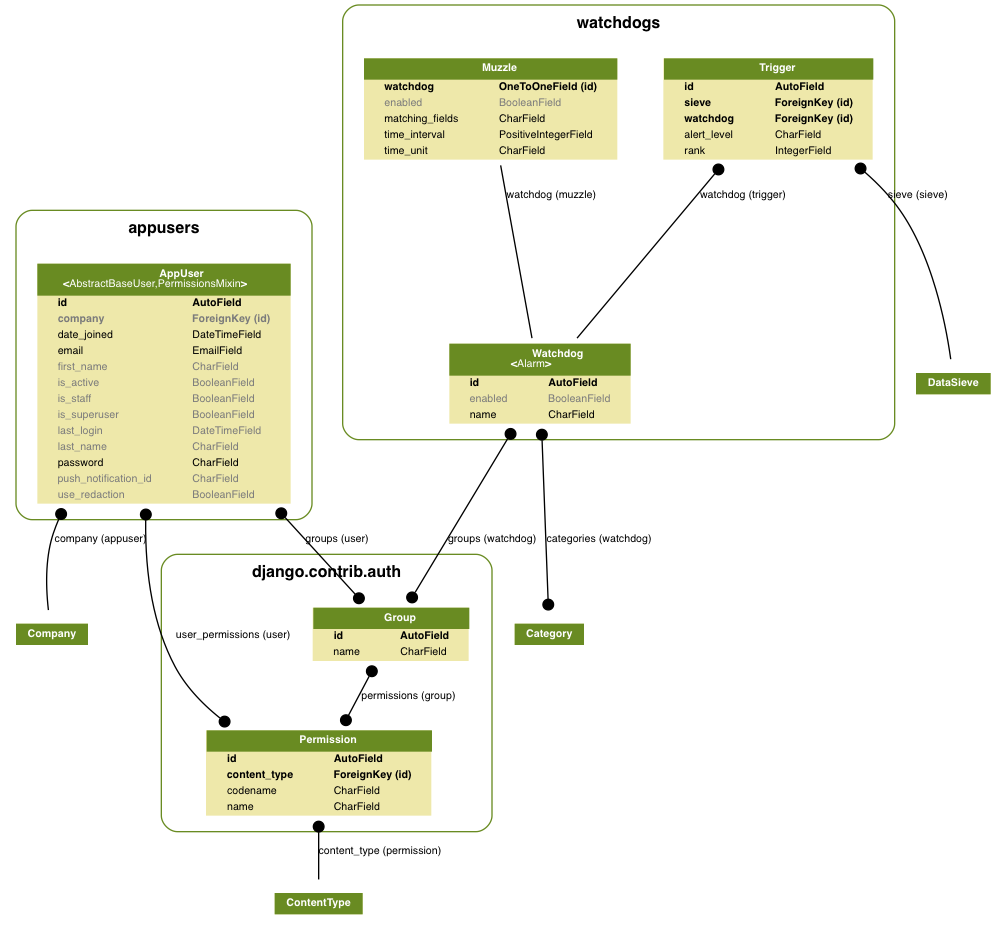 watchdogs
Muzzle
watchdog OneToOneField (id)
enabled BooleanField
matching_fields CharField
time_interval PositiveIntegerField
time_unit CharField
Trigger
id AutoField
sieve ForeignKey (id)
watchdog ForeignKey (id)
alert_level CharField
rank IntegerField
watchdog (muzzle)
watchdog (trigger)
sieve (sieve)
appusers
AppUser
<AbstractBaseUser,PermissionsMixin>
id AutoField
company ForeignKey (id)
date_joined DateTimeField
email EmailField
first_name CharField
is_active BooleanField
is_staff BooleanField
is_superuser BooleanField
last_login DateTimeField
last_name CharField
password CharField
push_notification_id CharField
use_redaction BooleanField
Watchdog
<Alarm>
id AutoField
enabled BooleanField
name CharField
DataSieve
company (appuser)
groups (user)
groups (watchdog)
categories (watchdog)
django.contrib.auth
Group
id AutoField
name CharField
Company
user_permissions (user)
Category
permissions (group)
Permission
id AutoField
content_type ForeignKey (id)
codename CharField
name CharField
content_type (permission)
ContentType